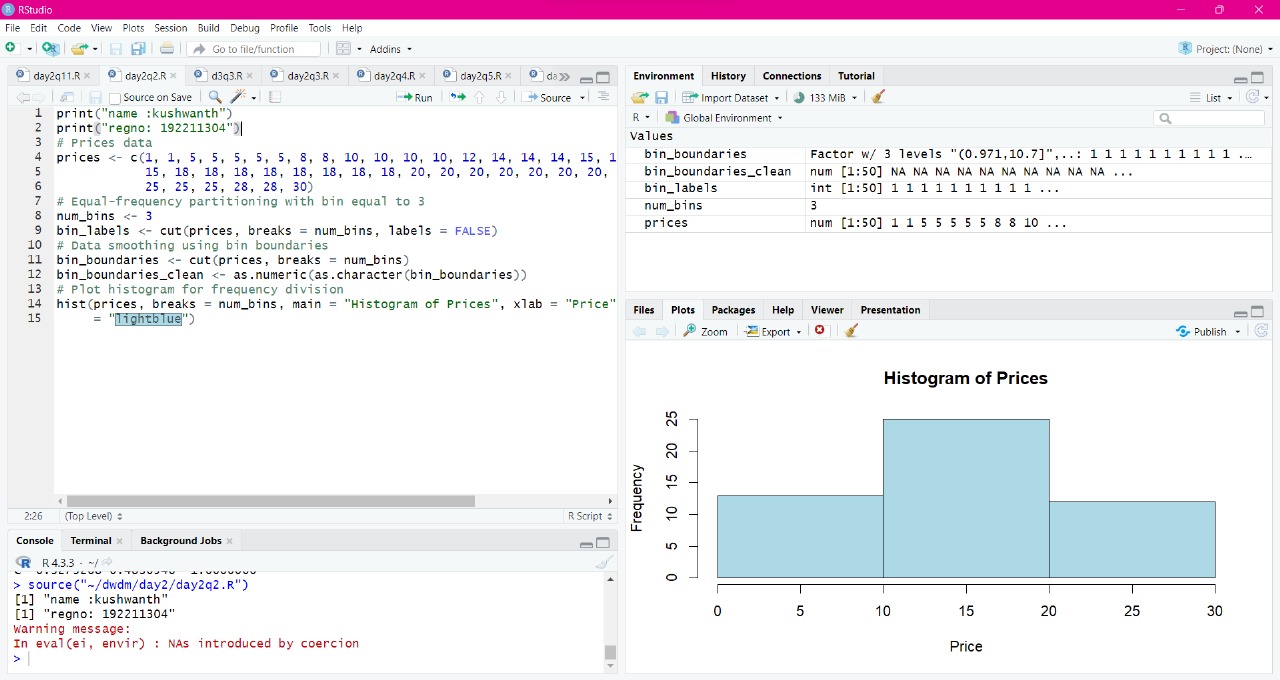 RStudio
File Edit Code View Plots Session Build Debug Profile Tools Help
Go to file/function Addins Project: (None)
day2q11.R day2q2.R d3q3.R day2q3.R day2q4.R day2q5.R da
Source on Save Run Source
1 print("name :kushwanth")
2 print("regno: 192211304")
3 # Prices data
4 prices <- c(1, 1, 5, 5, 5, 5, 5, 8, 8, 10, 10, 10, 10, 12, 14, 14, 14, 15, 1
5 15, 18, 18, 18, 18, 18, 18, 18, 18, 20, 20, 20, 20, 20, 20, 20,
6 25, 25, 25, 28, 28, 30)
7 # Equal-frequency partitioning with bin equal to 3
8 num_bins <- 3
9 bin_labels <- cut(prices, breaks = num_bins, labels = FALSE)
10 # Data smoothing using bin boundaries
11 bin_boundaries <- cut(prices, breaks = num_bins)
12 bin_boundaries_clean <- as.numeric(as.character(bin_boundaries))
13 # Plot histogram for frequency division
14 hist(prices, breaks = num_bins, main = "Histogram of Prices", xlab = "Price"
15 = "lightblue")
2:26 (Top Level) R Script
Console Terminal Background Jobs
R 4.3.3 · ~/
> source("~/dwdm/day2/day2q2.R")
[1] "name :kushwanth"
[1] "regno: 192211304"
Warning message:
In eval(ei, envir) : NAs introduced by coercion
>
Environment History Connections Tutorial
Import Dataset 133 MiB List
R Global Environment
Values
bin_boundaries Factor w/ 3 levels "(0.971,10.7]",..: 1 1 1 1 1 1 1 1 1 1 ...
bin_boundaries_clean num [1:50] NA NA NA NA NA NA NA NA NA NA ...
bin_labels int [1:50] 1 1 1 1 1 1 1 1 1 1 ...
num_bins 3
prices num [1:50] 1 1 5 5 5 5 5 8 8 10 ...
Files Plots Packages Help Viewer Presentation
Zoom Export Publish
Histogram of Prices
Frequency
25
20
15
10
5
0
0 5 10 15 20 25 30
Price